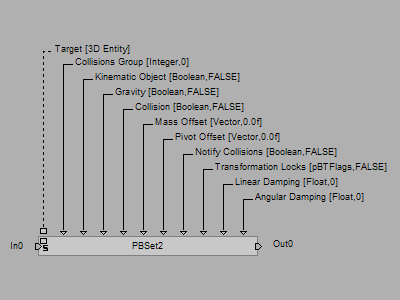 Target [3D Entity]
Collisions Group [Integer,0]
Kinematic Object [Boolean,FALSE]
Gravity [Boolean,FALSE]
Collision [Boolean,FALSE]
Mass Offset [Vector,0.0f]
Pivot Offset [Vector,0.0f]
Notify Collisions [Boolean,FALSE]
Transformation Locks [pBTFlags,FALSE]
Linear Damping [Float,0]
Angular Damping [Float,0]
In0 S PBSet2 Out0